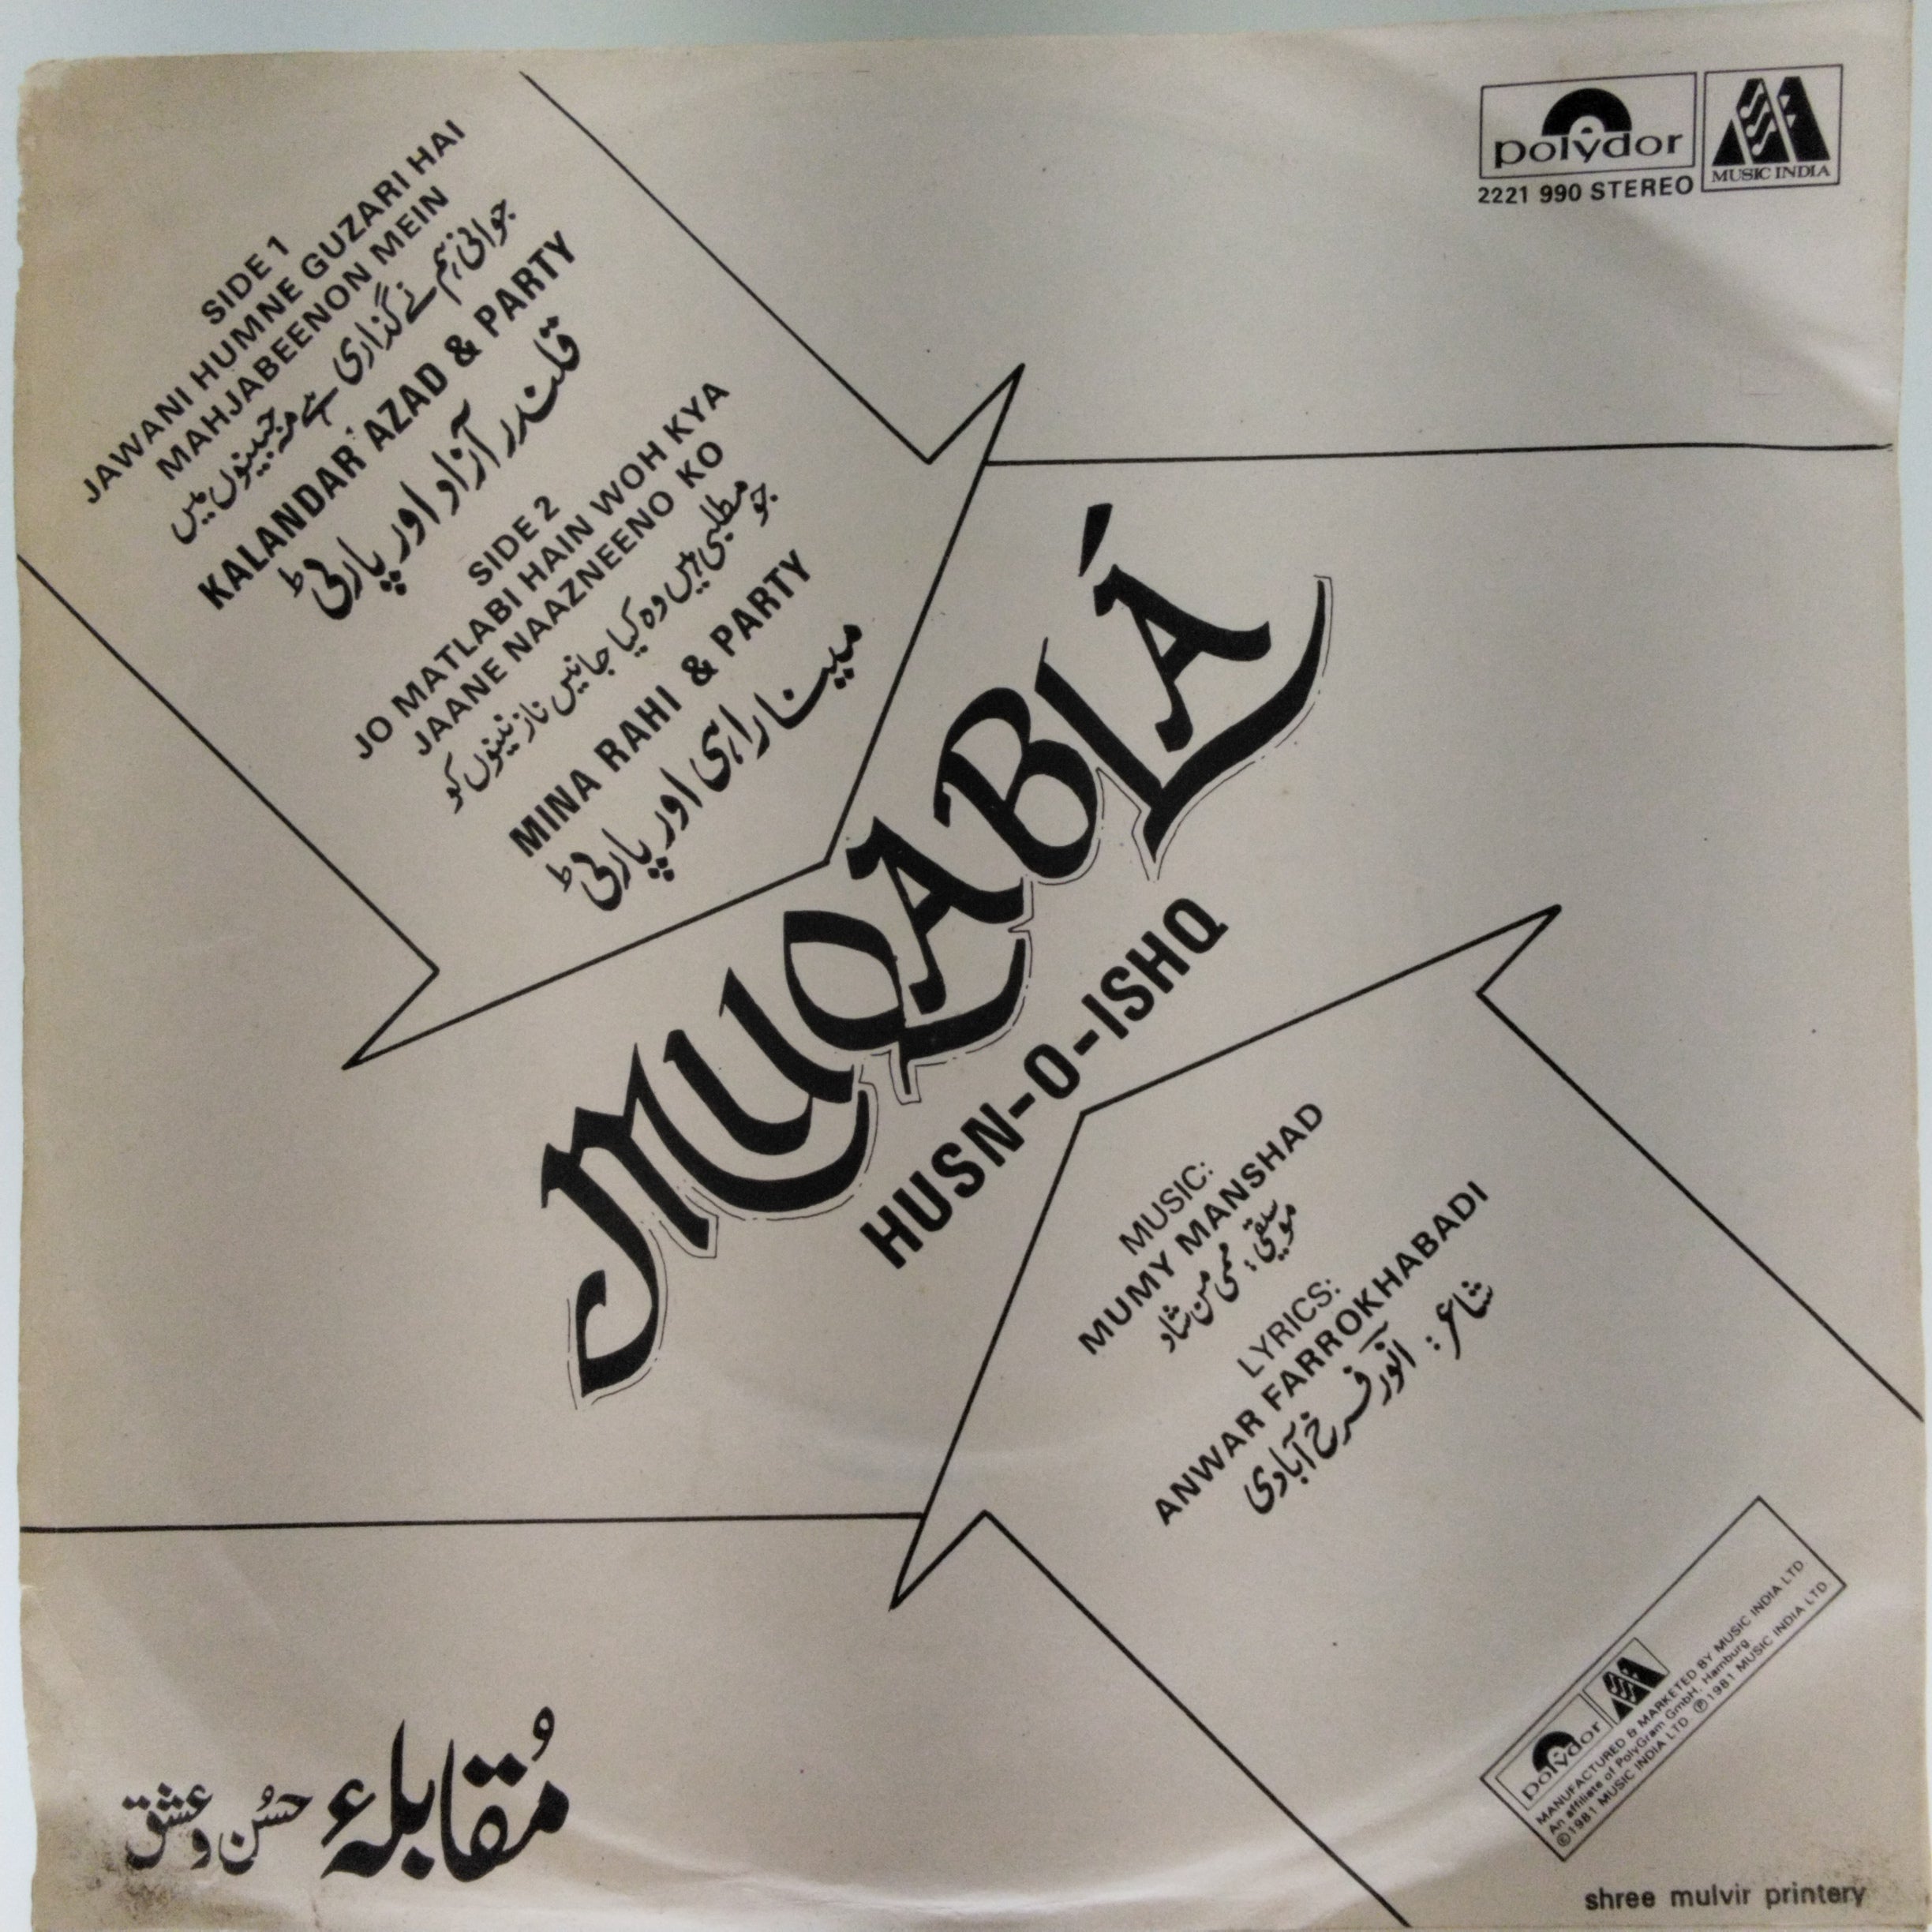 polydor
MUSIC INDIA
2221 990 STEREO
SIDE 1
JAWANI HUMNE GUZARI HAI
MAHJABEENON MEIN
جوانی ہم نے گذاری ہے مہ جبینوں میں
KALANDAR AZAD & PARTY
قلندر آزاد اور پارٹی
SIDE 2
JO MATLABI HAIN WOH KYA
JAANE NAAZNEENO KO
جو مطلبی ہیں وہ کیا جانیں نازنینوں کو
MINA RAHI & PARTY
مینا راہی اور پارٹی
MUQABLÁ
HUSN-O-ISHQ
MUSIC:
MUMY MANSHAD
موسیقی: ممی من شاد
LYRICS:
ANWAR FARROKHABADI
شاعر: انور فرخ آبادی
مُقابلہء حسُن و عشق
polydor
MANUFACTURED & MARKETED BY MUSIC INDIA LTD
An affiliate of PolyGram GmbH. Hamburg
©1981 MUSIC INDIA LTD ℗1981 MUSIC INDIA LTD
shree mulvir printery